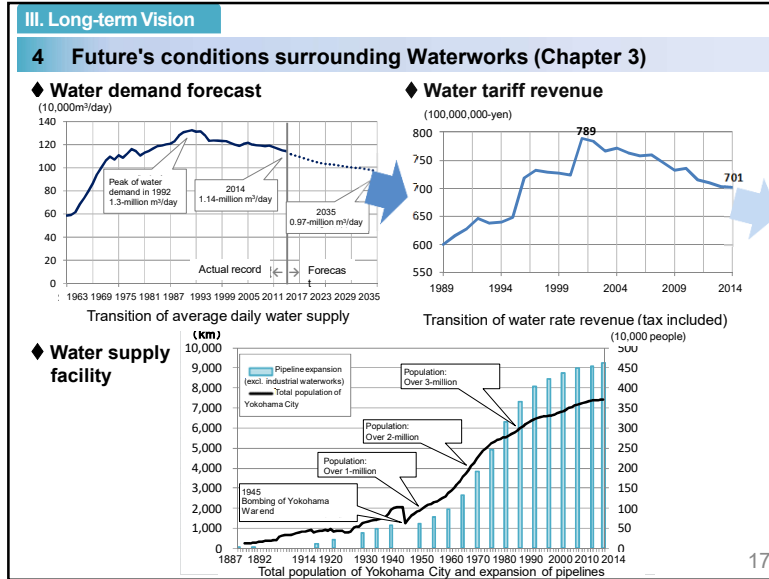 III. Long-term Vision
4 Future's conditions surrounding Waterworks (Chapter 3)
♦ Water demand forecast
(10,000m³/day)
140
120
100
80
60
40
20
0
Peak of water
demand in 1992
1.3-million m³/day
2014
1.14-million m³/day
2035
0.97-million m³/day
Actual record
Forecas
t
1963 1969 1975 1981 1987 1993 1999 2005 2011 2017 2023 2029 2035
Transition of average daily water supply
♦ Water tariff revenue
(100,000,000-yen)
800
750
700
650
600
550
789
701
1989 1994 1999 2004 2009 2014
Transition of water rate revenue (tax included)
♦ Water supply
facility
(km)
10,000
9,000
8,000
7,000
6,000
5,000
4,000
3,000
2,000
1,000
0
Pipeline expansion
(excl. industrial waterworks)
Total population of
Yokohama City
Population:
Over 3-million
Population:
Over 2-million
Population:
Over 1-million
1945
Bombing of Yokohama
War end
(10,000 people)
500
450
400
350
300
250
200
150
100
50
0
1887 1892 1914 1920 1930 1940 1950 1960 1970 1980 1990 2000 2014
Total population of Yokohama City and expansion of pipelines
17